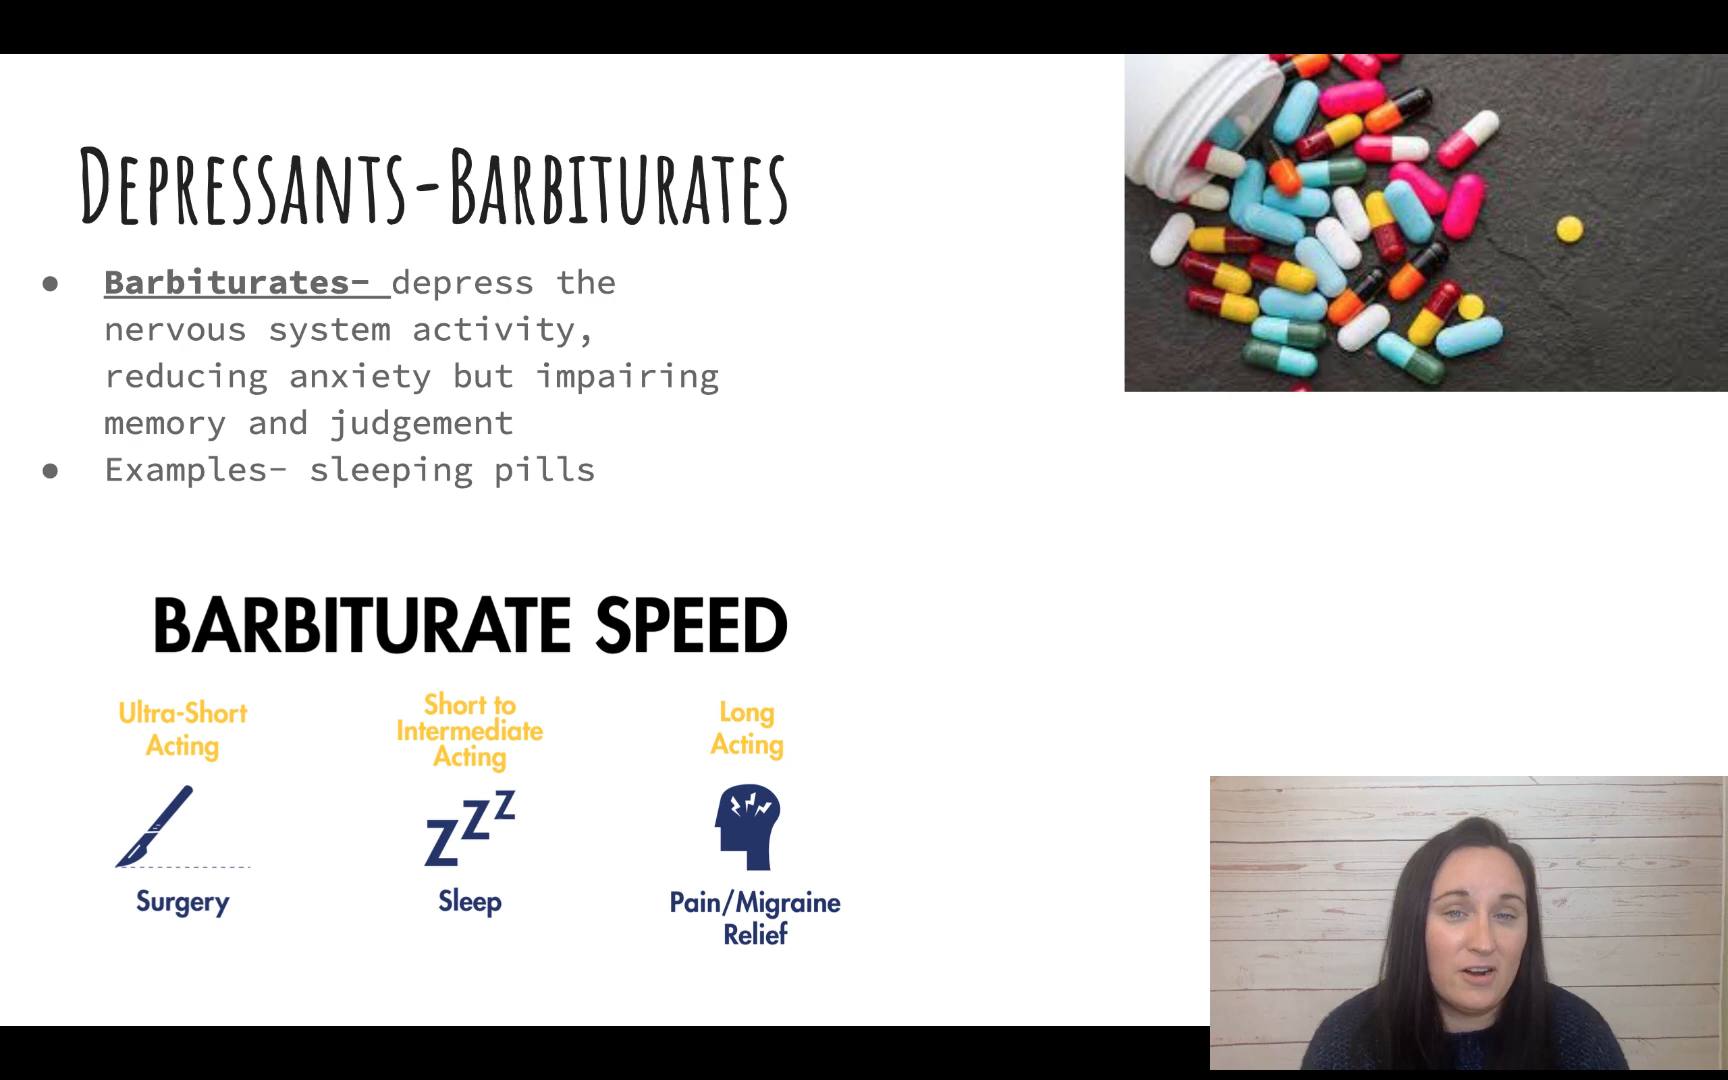 Depressants-Barbiturates
● Barbiturates- depress the
nervous system activity,
reducing anxiety but impairing
memory and judgement
● Examples- sleeping pills
BARBITURATE SPEED
Ultra-Short
Acting
Surgery
Short to
Intermediate
Acting
zzz
Sleep
Long
Acting
Pain/Migraine
Relief